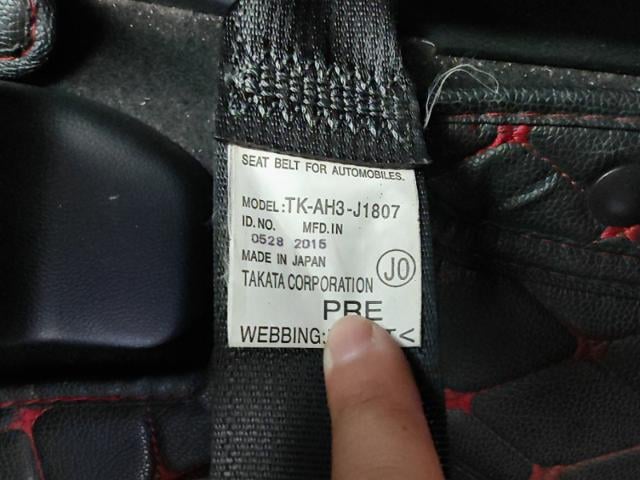 SEAT BELT FOR AUTOMOBILES.
MODEL:TK-AH3-J1807
ID.NO. MFD.IN
0528 2015
MADE IN JAPAN
JO
TAKATA CORPORATION
PRE
WEBBING: